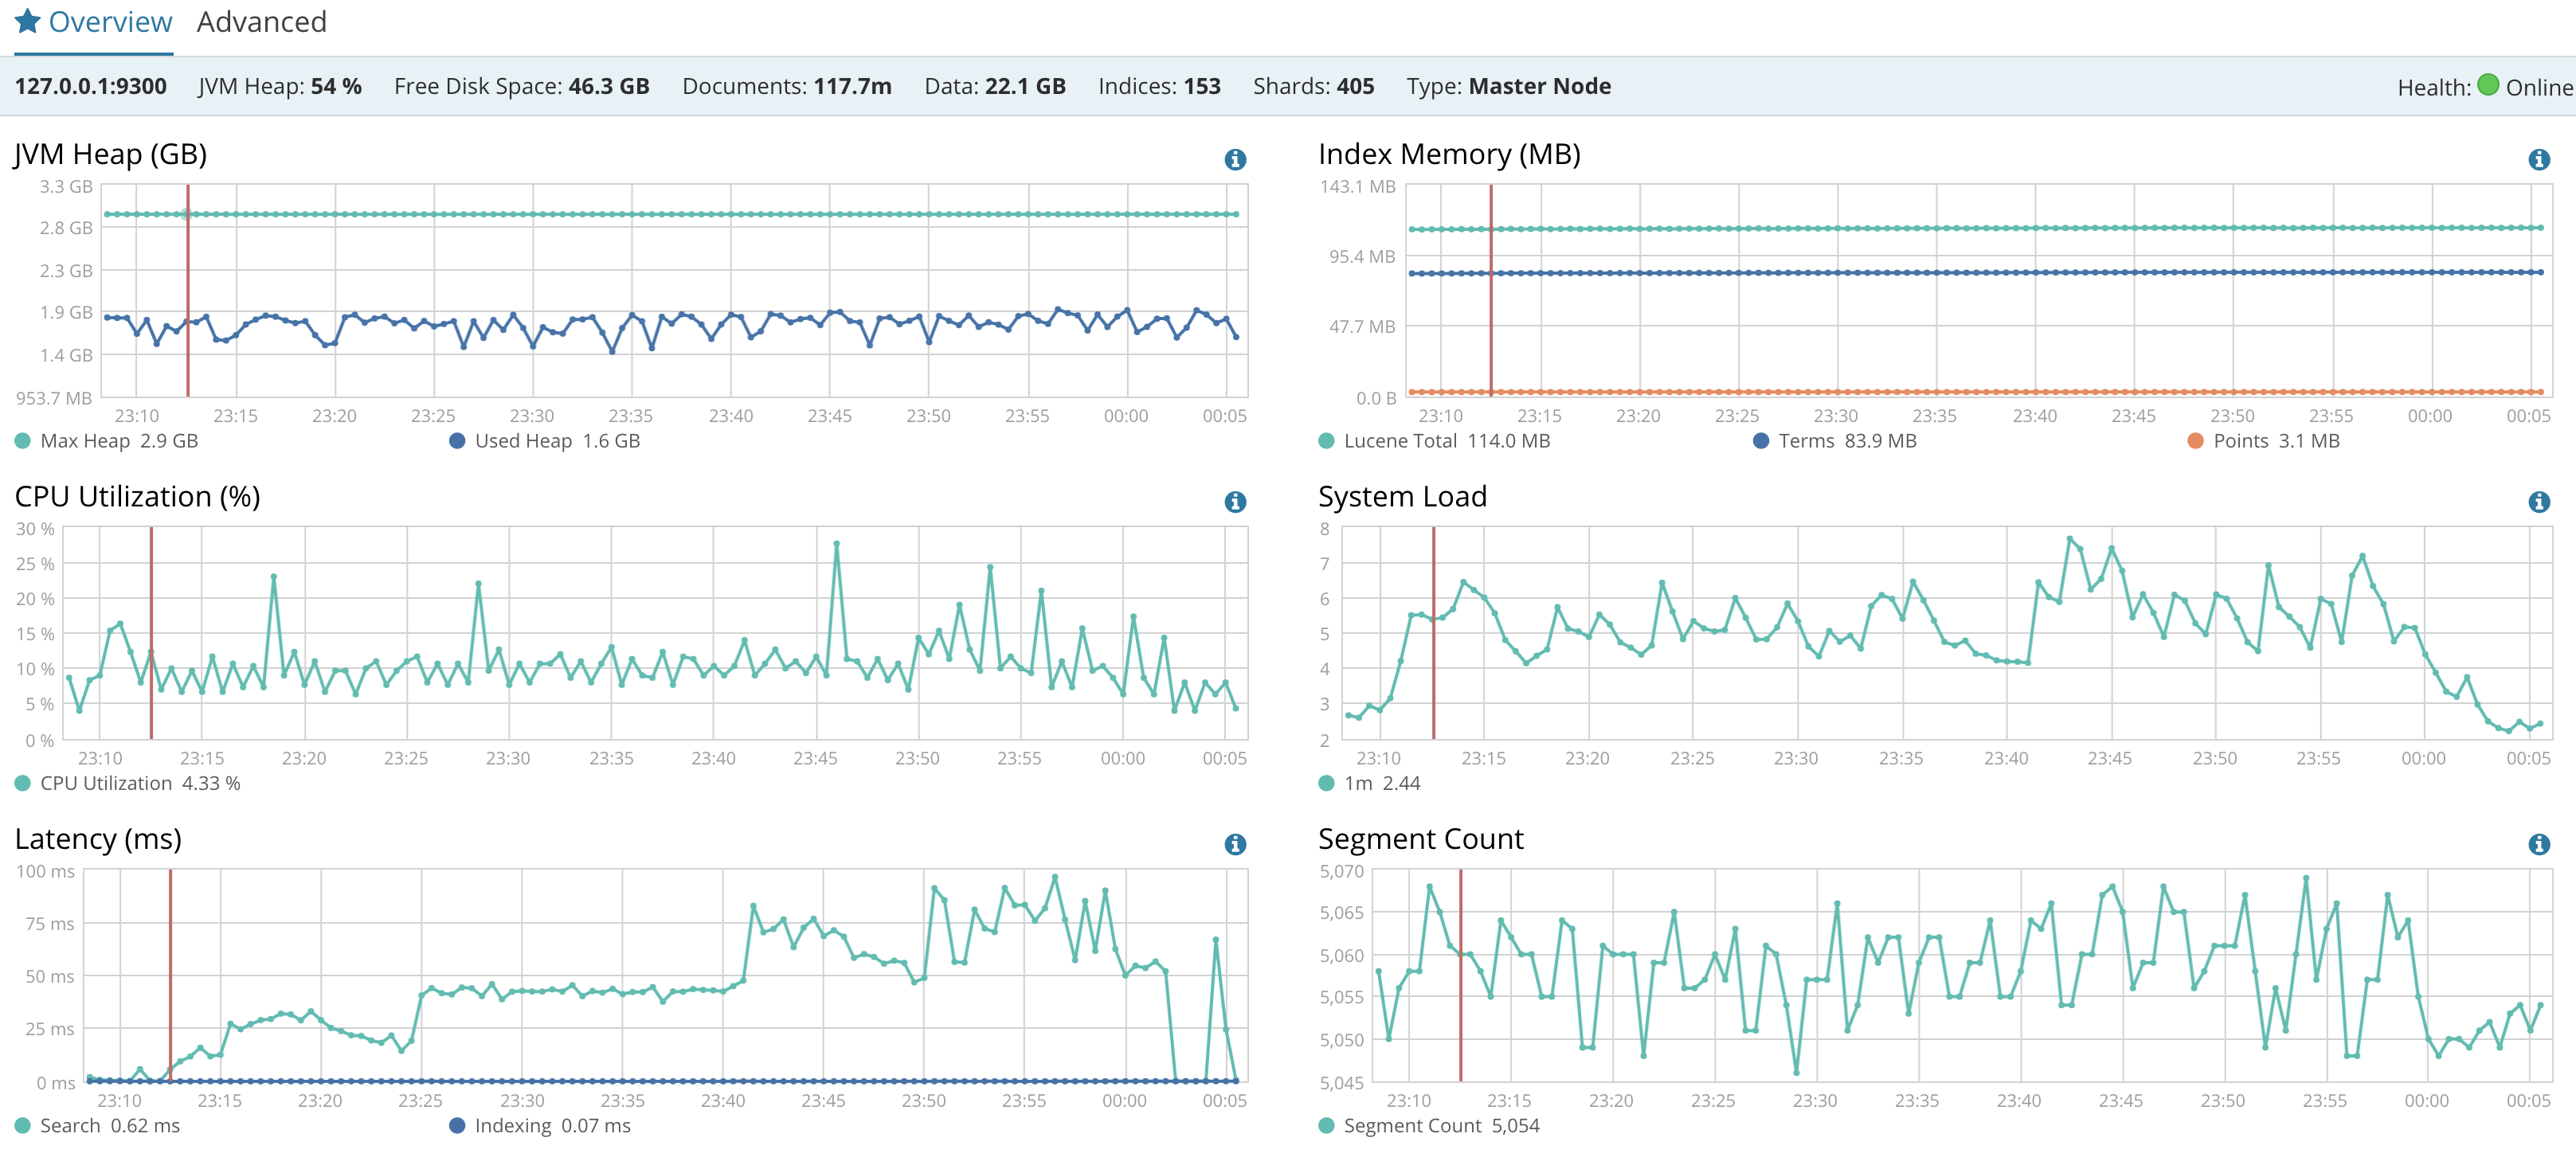 Overview Advanced
127.0.0.1:9300 JVM Heap: 54 % Free Disk Space: 46.3 GB Documents: 117.7m Data: 22.1 GB Indices: 153 Shards: 405 Type: Master Node Health: Online
JVM Heap (GB)
3.3 GB
2.8 GB
2.3 GB
1.9 GB
1.4 GB
953.7 MB
23:10 23:15 23:20 23:25 23:30 23:35 23:40 23:45 23:50 23:55 00:00 00:05
Max Heap 2.9 GB Used Heap 1.6 GB
Index Memory (MB)
143.1 MB
95.4 MB
47.7 MB
0.0 B
23:10 23:15 23:20 23:25 23:30 23:35 23:40 23:45 23:50 23:55 00:00 00:05
Lucene Total 114.0 MB Terms 83.9 MB Points 3.1 MB
CPU Utilization (%)
30 %
25 %
20 %
15 %
10 %
5 %
0 %
23:10 23:15 23:20 23:25 23:30 23:35 23:40 23:45 23:50 23:55 00:00 00:05
CPU Utilization 4.33 %
System Load
8
7
6
5
4
3
2
23:10 23:15 23:20 23:25 23:30 23:35 23:40 23:45 23:50 23:55 00:00 00:05
1m 2.44
Latency (ms)
100 ms
75 ms
50 ms
25 ms
0 ms
23:10 23:15 23:20 23:25 23:30 23:35 23:40 23:45 23:50 23:55 00:00 00:05
Search 0.62 ms Indexing 0.07 ms
Segment Count
5,070
5,065
5,060
5,055
5,050
5,045
23:10 23:15 23:20 23:25 23:30 23:35 23:40 23:45 23:50 23:55 00:00 00:05
Segment Count 5,054